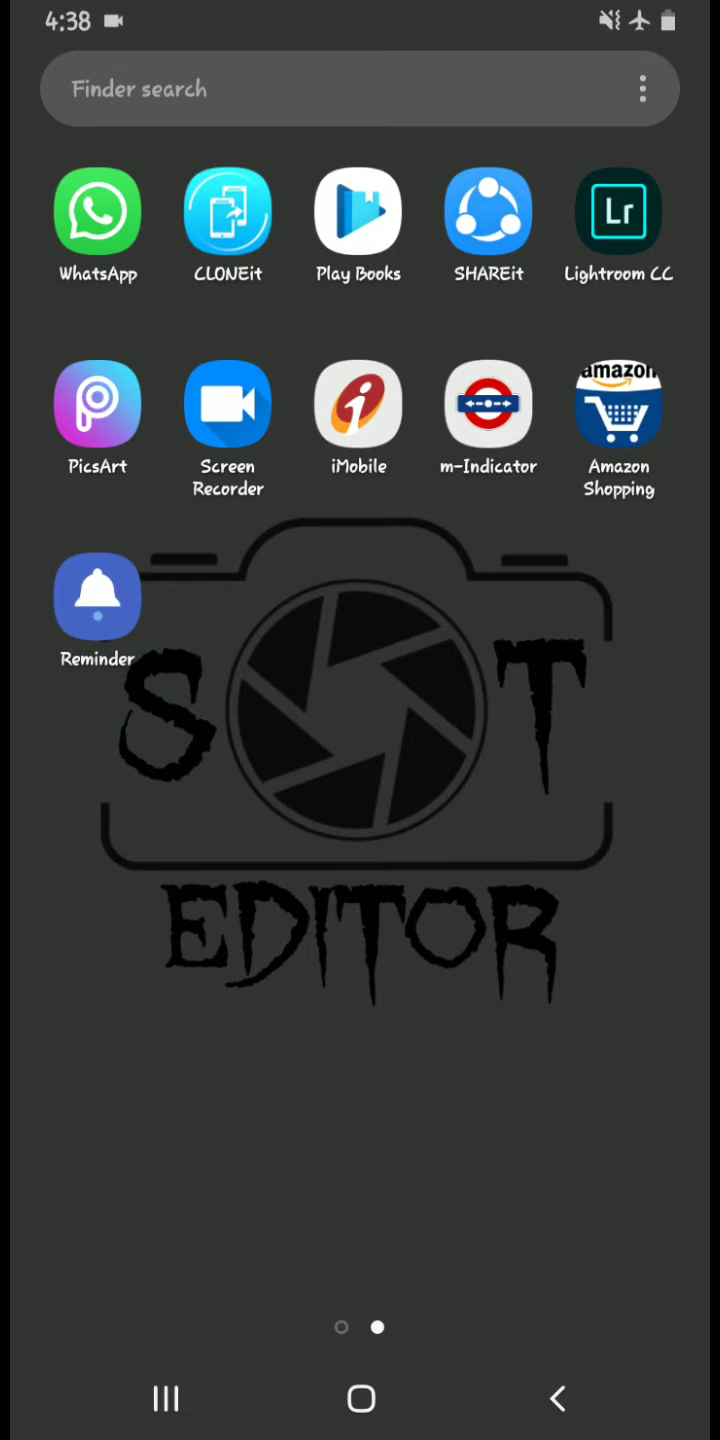 4:38
Finder search
WhatsApp
CLONEit
Play Books
SHAREit
Lr
Lightroom CC
PicsArt
Screen
Recorder
iMobile
m-Indicator
amazon
Amazon
Shopping
Reminder
S T
EDITOR